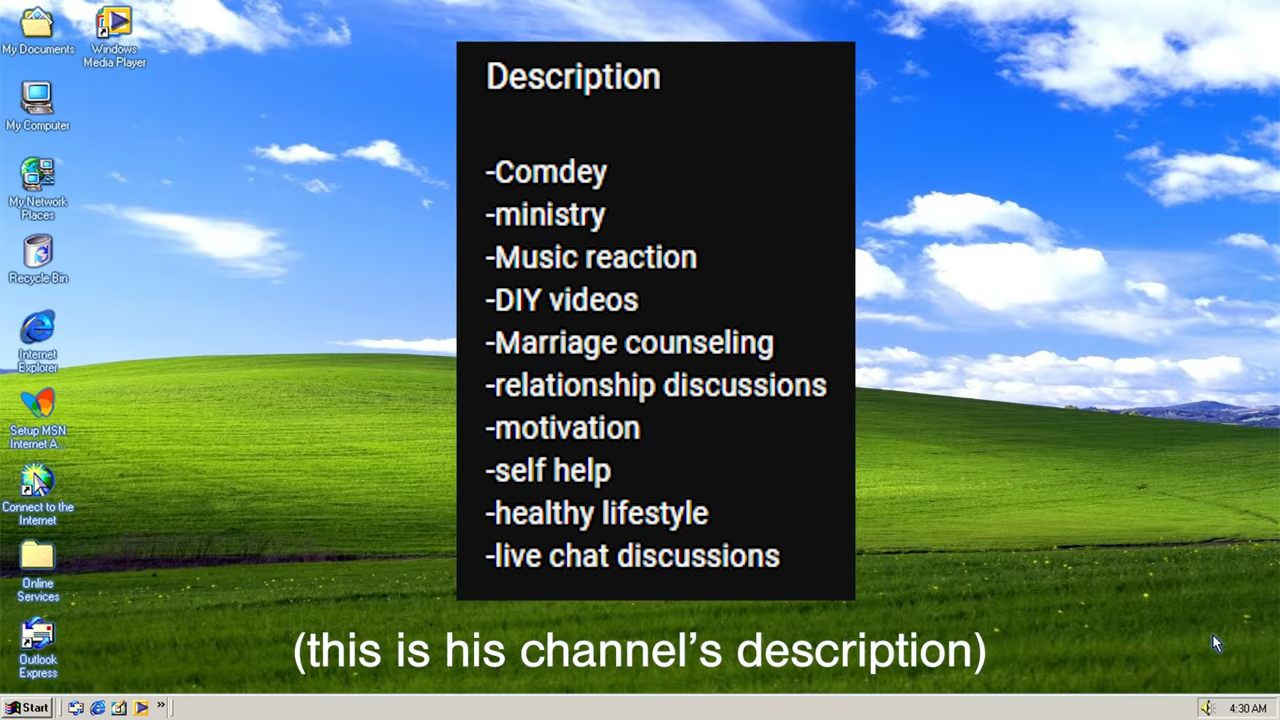 My Documents
Windows
Media Player
My Computer
My Network
Places
Recycle Bin
Internet
Explorer
Setup MSN
Internet A...
Connect to the
Internet
Online
Services
Outlook
Express
Description
-Comdey
-ministry
-Music reaction
-DIY videos
-Marriage counseling
-relationship discussions
-motivation
-self help
-healthy lifestyle
-live chat discussions
(this is his channel’s description)
Start
»
4:30 AM